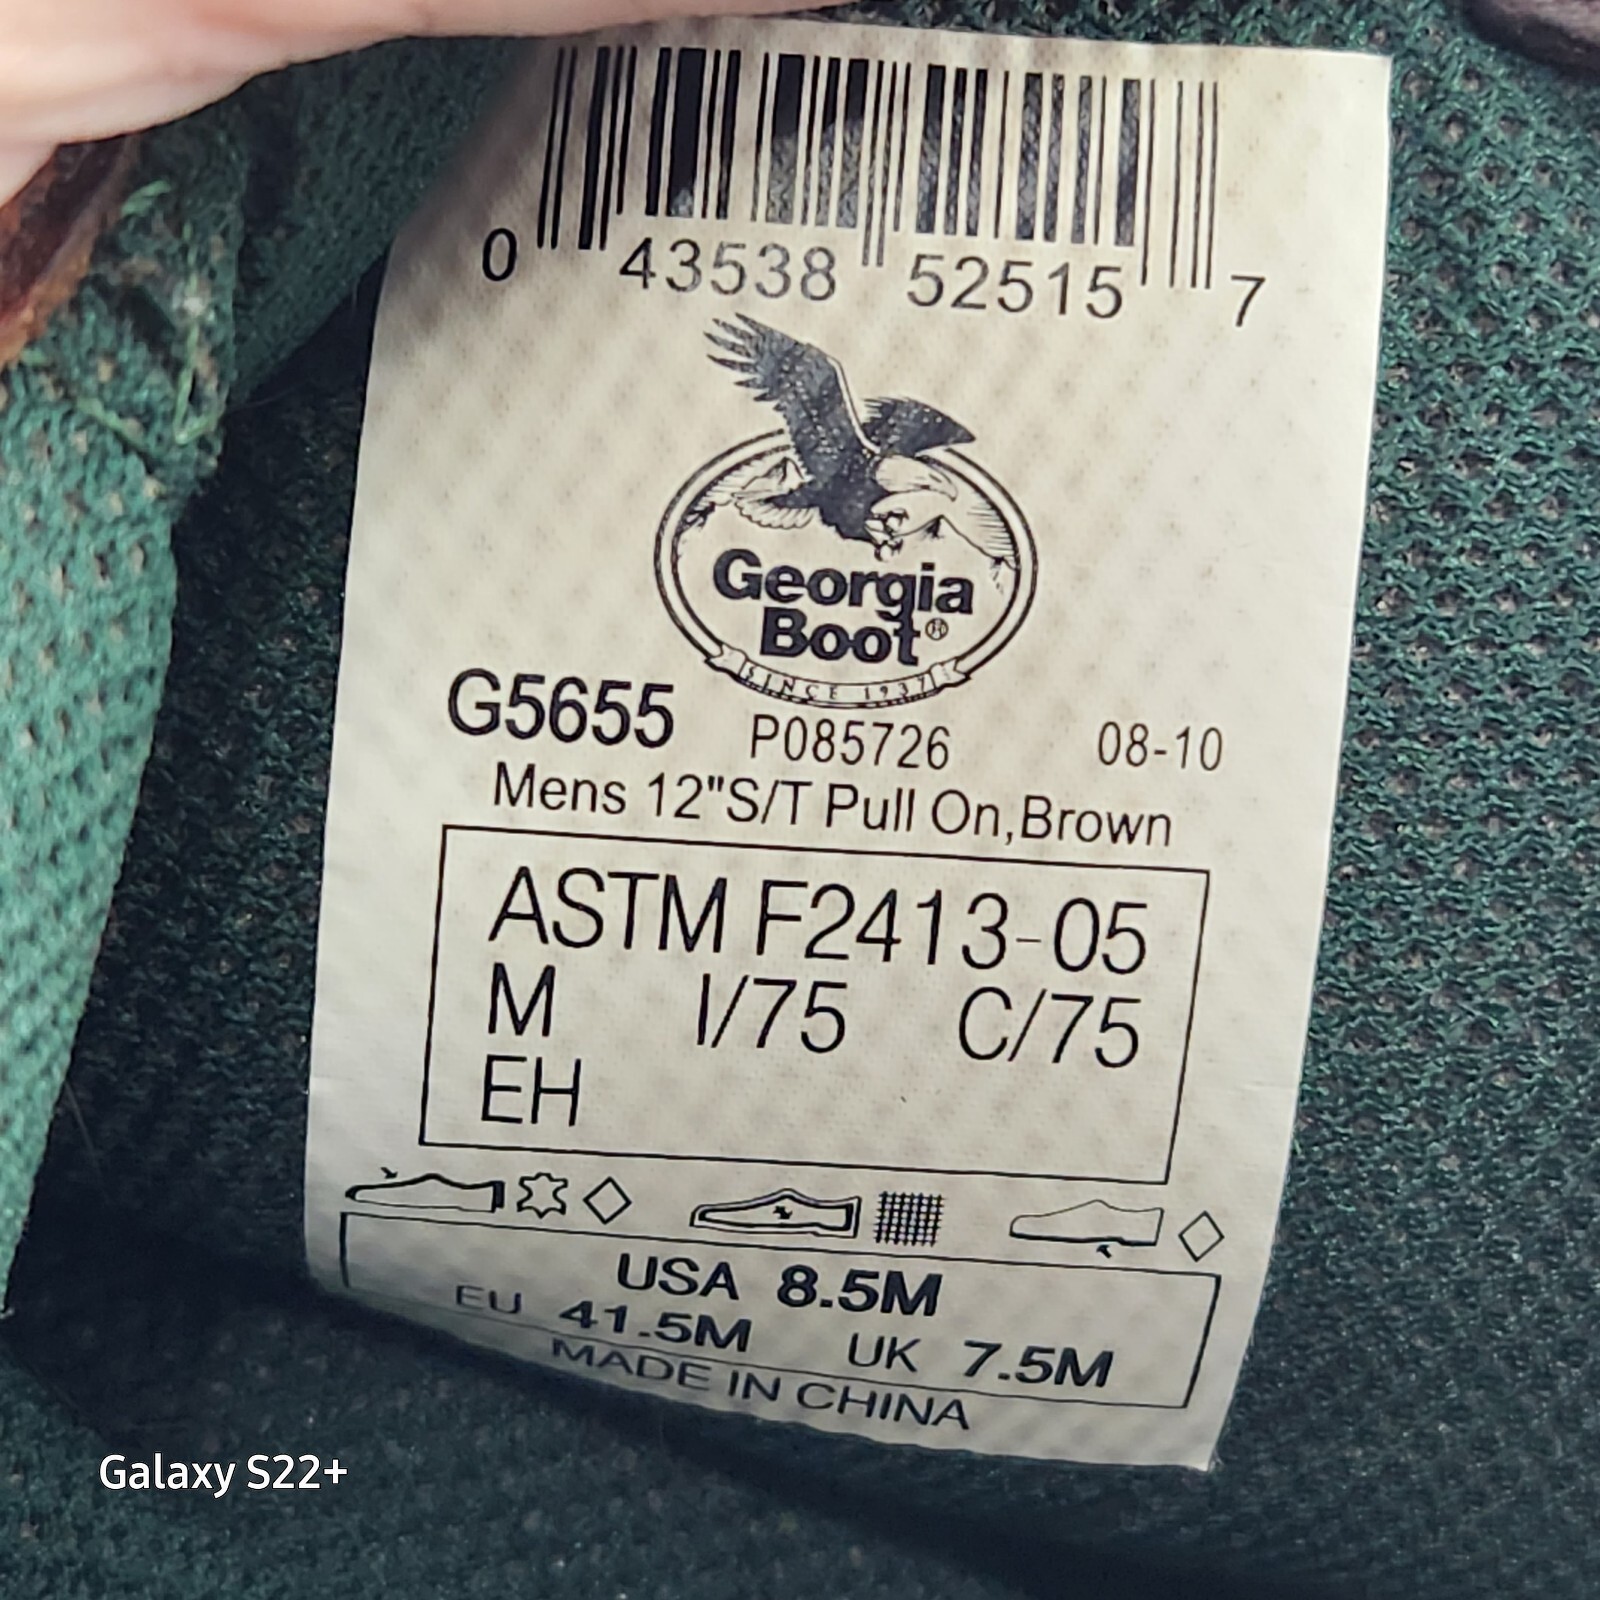 0 43538 52515 7
Georgia
Boot®
SINCE 1937
G5655 P085726 08-10
Mens 12"S/T Pull On,Brown
ASTM F2413-05
M I/75 C/75
EH
USA 8.5M
EU 41.5M UK 7.5M
MADE IN CHINA
Galaxy S22+